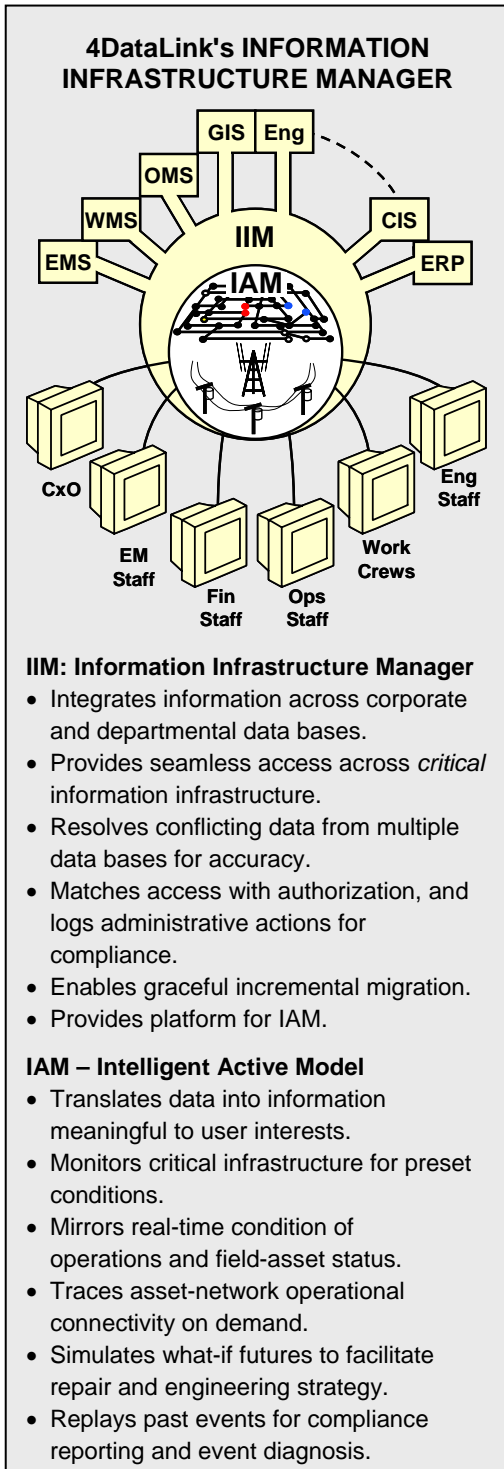 4DataLink's INFORMATION
INFRASTRUCTURE MANAGER
GIS
Eng
OMS
WMS
CIS
EMS
IIM
ERP
IAM
CxO
EM
Staff
Fin
Staff
Ops
Staff
Work
Crews
Eng
Staff
IIM: Information Infrastructure Manager
• Integrates information across corporate
and departmental data bases.
• Provides seamless access across critical
information infrastructure.
• Resolves conflicting data from multiple
data bases for accuracy.
• Matches access with authorization, and
logs administrative actions for
compliance.
• Enables graceful incremental migration.
• Provides platform for IAM.
IAM – Intelligent Active Model
• Translates data into information
meaningful to user interests.
• Monitors critical infrastructure for preset
conditions.
• Mirrors real-time condition of
operations and field-asset status.
• Traces asset-network operational
connectivity on demand.
• Simulates what-if futures to facilitate
repair and engineering strategy.
• Replays past events for compliance
reporting and event diagnosis.